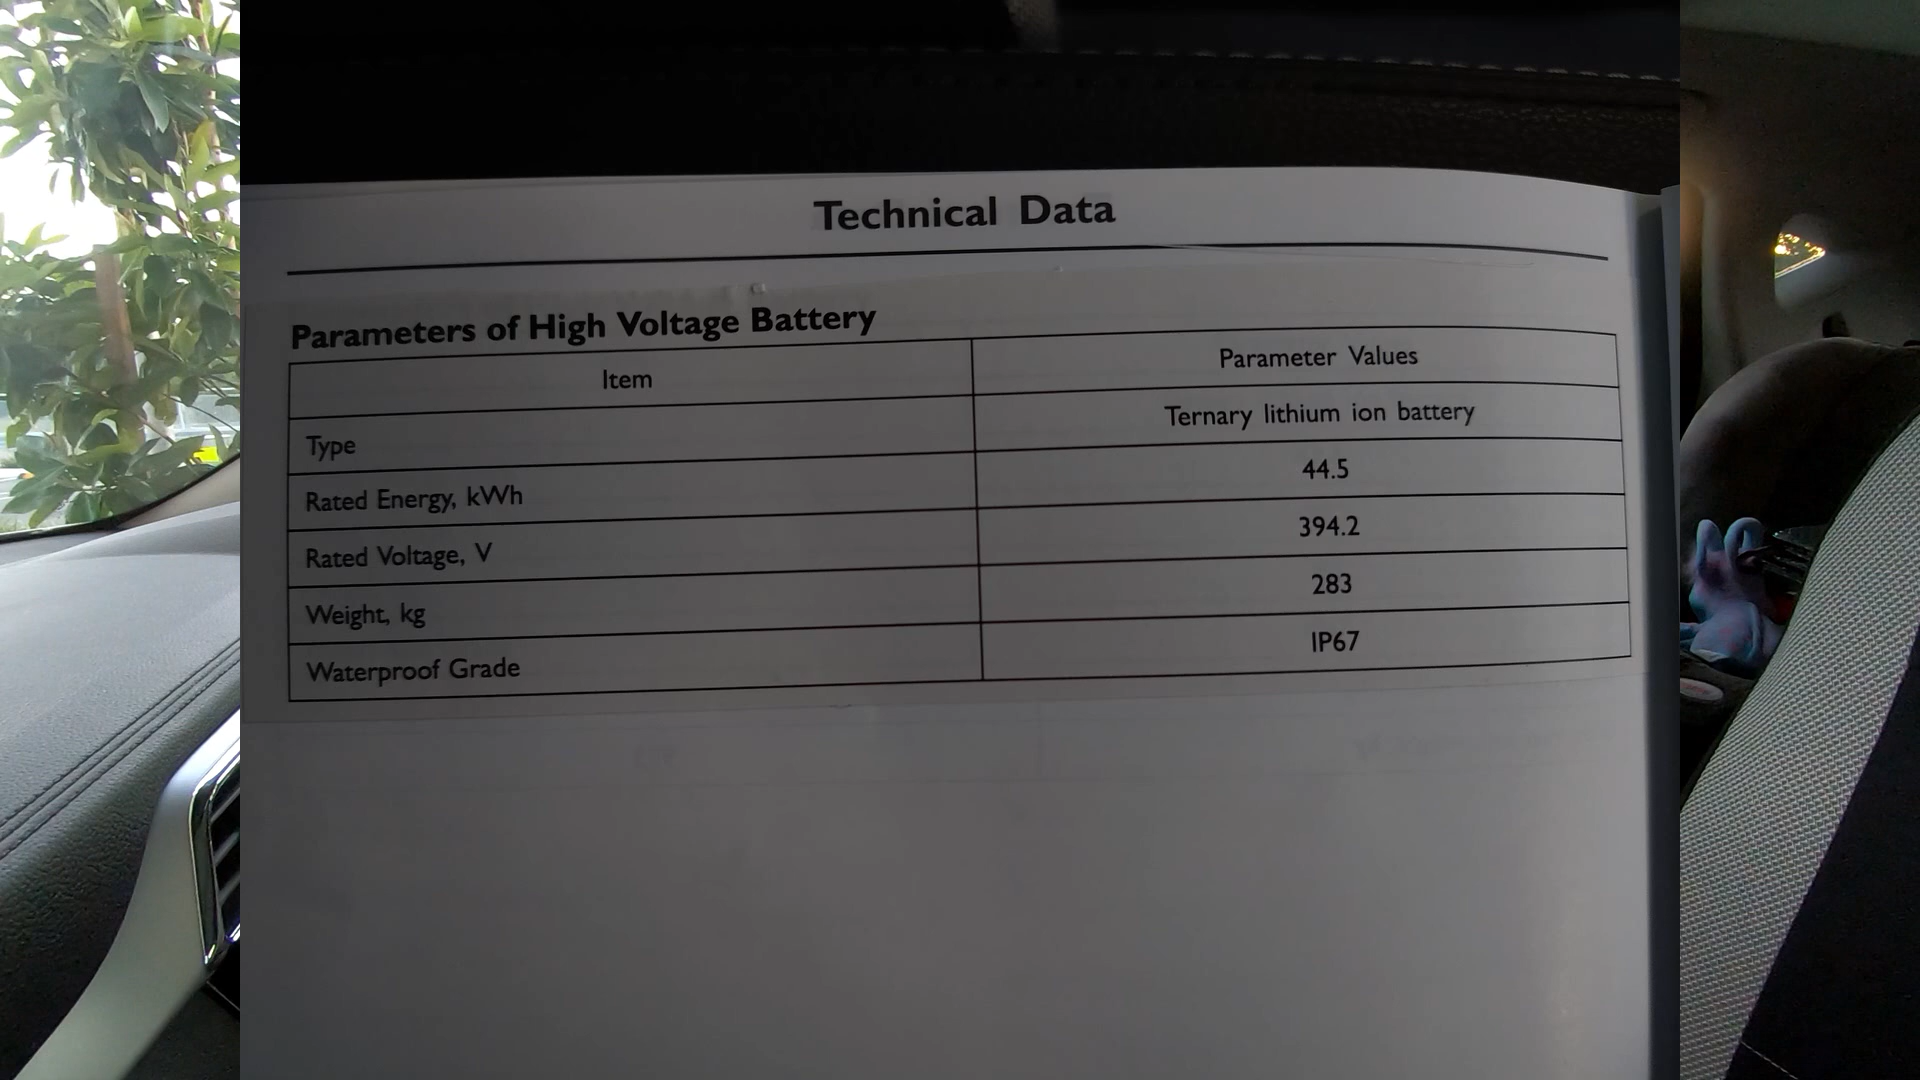 Technical Data
Parameters of High Voltage Battery
Item Parameter Values
Type Ternary lithium ion battery
Rated Energy, kWh 44.5
Rated Voltage, V 394.2
Weight, kg 283
Waterproof Grade IP67